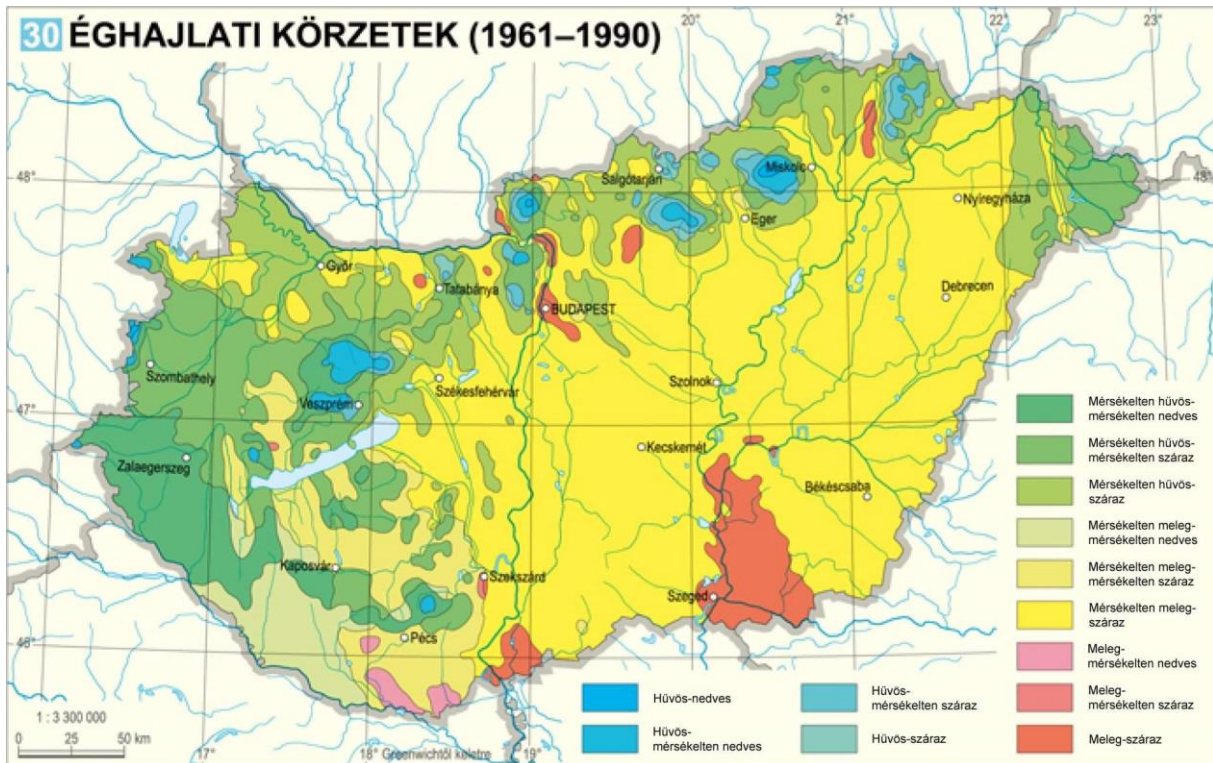 30 ÉGHAJLATI KÖRZETEK (1961–1990)
20°
21°
22°
23°
48°
48°
Salgótarján
Miskolc
Nyíregyháza
Eger
Győr
Tatabánya
BUDAPEST
Debrecen
Szombathely
Székesfehérvár
Szolnok
Veszprém
47°
47°
Zalaegerszeg
Kecskemét
Békéscsaba
Kaposvár
Szekszárd
Szeged
46°
46°
Pécs
Mérsékelten hűvös-
mérsékelten nedves
Mérsékelten hűvös-
mérsékelten száraz
Mérsékelten hűvös-
száraz
Mérsékelten meleg-
mérsékelten nedves
Mérsékelten meleg-
mérsékelten száraz
Mérsékelten meleg-
száraz
Meleg-
mérsékelten nedves
Hűvös-nedves
Hűvös-
mérsékelten száraz
Meleg-
mérsékelten száraz
Hűvös-
mérsékelten nedves
Hűvös-száraz
Meleg-száraz
1 : 3 300 000
0 25 50 km
17°
18° Greenwichtől keletre 19°